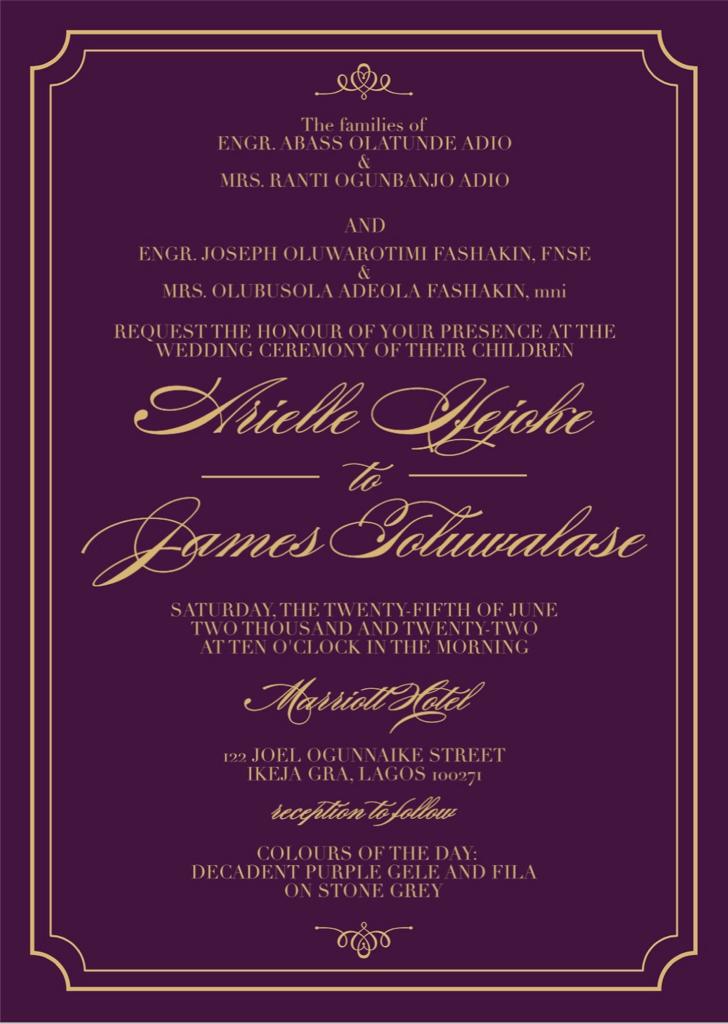 The families of
ENGR. ABASS OLATUNDE ADIO
&
MRS. RANTI OGUNBANJO ADIO
AND
ENGR. JOSEPH OLUWAROTIMI FASHAKIN, FNSE
&
MRS. OLUBUSOLA ADEOLA FASHAKIN, mni
REQUEST THE HONOUR OF YOUR PRESENCE AT THE
WEDDING CEREMONY OF THEIR CHILDREN
Arielle Yejoke
to
James Toluwalase
SATURDAY, THE TWENTY-FIFTH OF JUNE
TWO THOUSAND AND TWENTY-TWO
AT TEN O'CLOCK IN THE MORNING
Marriott Hotel
122 JOEL OGUNNAIKE STREET
IKEJA GRA, LAGOS 100271
reception to follow
COLOURS OF THE DAY:
DECADENT PURPLE GELE AND FILA
ON STONE GREY